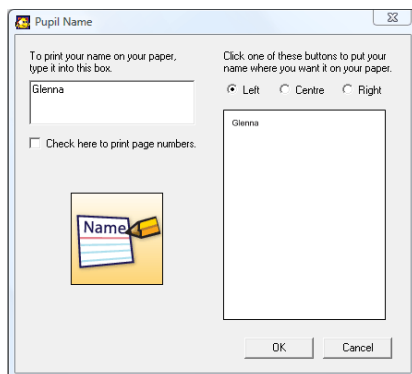 Pupil Name
To print your name on your paper,
type it into this box.
Glenna
Check here to print page numbers.
Name
Click one of these buttons to put your
name where you want it on your paper.
Left Centre Right
Glenna
OK Cancel